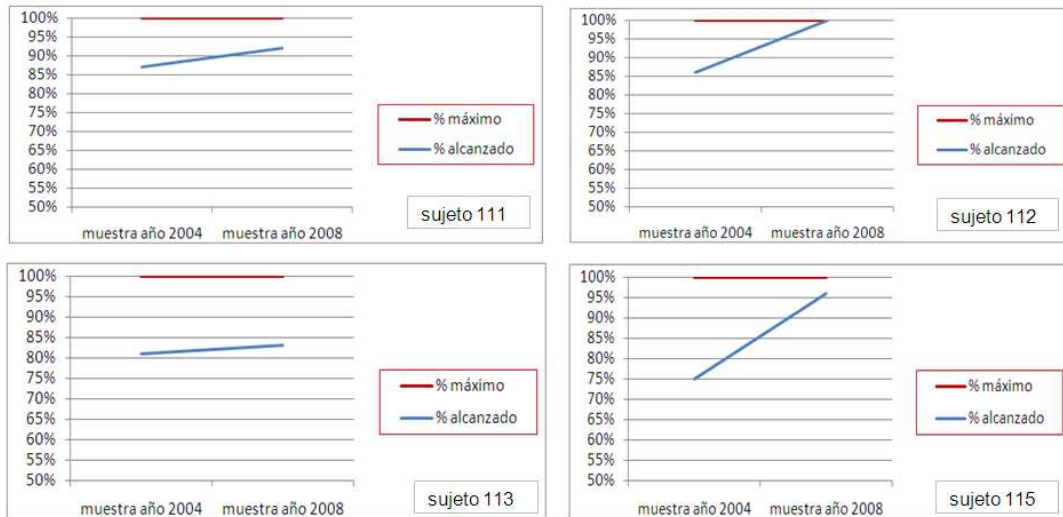 100%
95%
90%
85%
80%
75%
70%
65%
60%
55%
50%
% máximo
% alcanzado
sujeto 111
muestra año 2004 muestra año 2008
100%
95%
90%
85%
80%
75%
70%
65%
60%
55%
50%
% máximo
% alcanzado
sujeto 112
muestra año 2004 muestra año 2008
100%
95%
90%
85%
80%
75%
70%
65%
60%
55%
50%
% máximo
% alcanzado
sujeto 113
muestra año 2004 muestra año 2008
100%
95%
90%
85%
80%
75%
70%
65%
60%
55%
50%
% máximo
% alcanzado
sujeto 115
muestra año 2004 muestra año 2008